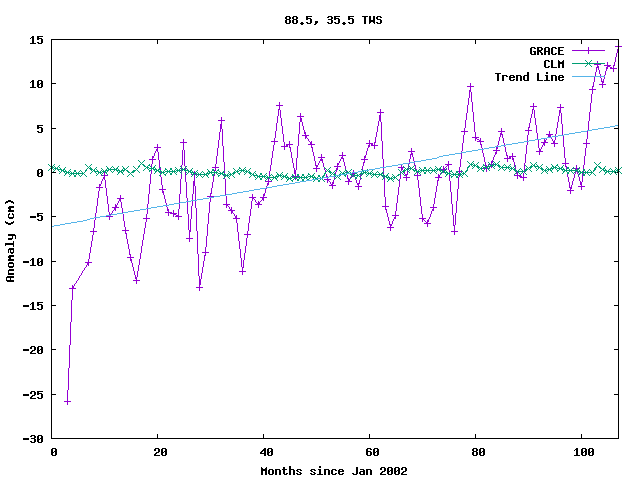 88.5, 35.5 TWS
GRACE
CLM
Trend Line
15
10
5
0
-5
-10
-15
-20
-25
-30
Anomaly (cm)
0 20 40 60 80 100
Months since Jan 2002